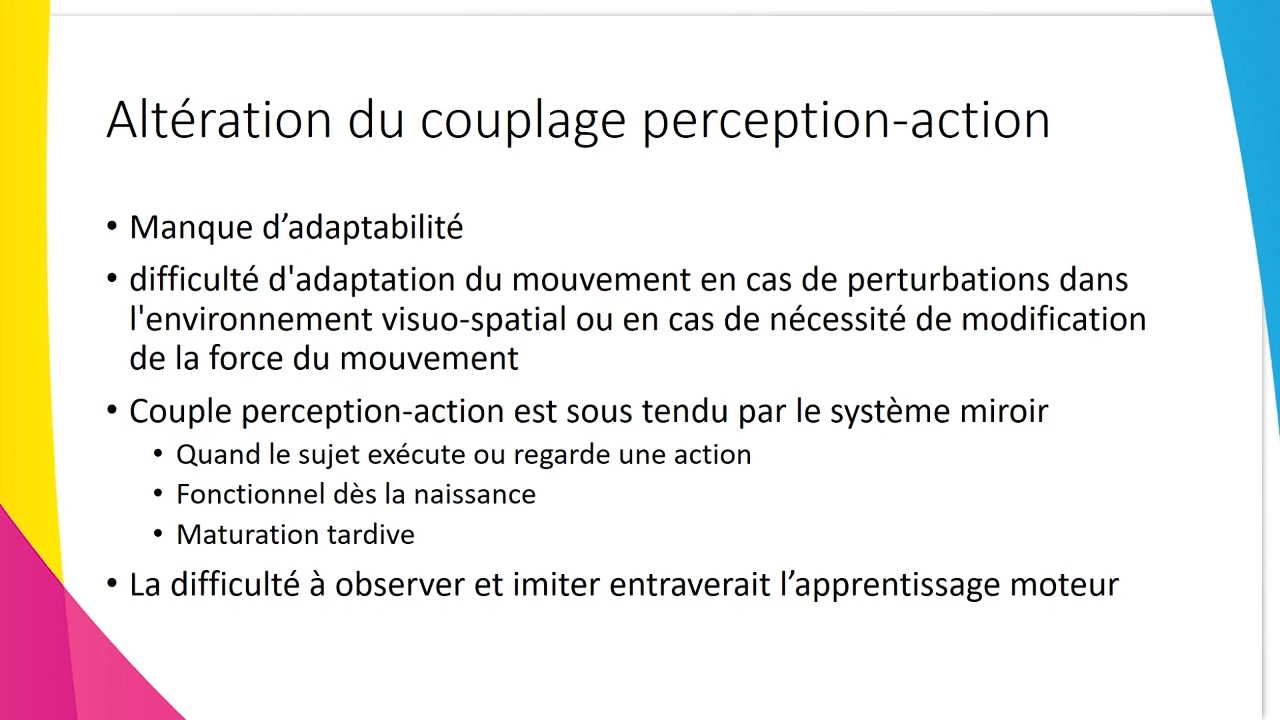 Altération du couplage perception-action
• Manque d’adaptabilité
• difficulté d'adaptation du mouvement en cas de perturbations dans
l'environnement visuo-spatial ou en cas de nécessité de modification
de la force du mouvement
• Couple perception-action est sous tendu par le système miroir
• Quand le sujet exécute ou regarde une action
• Fonctionnel dès la naissance
• Maturation tardive
• La difficulté à observer et imiter entraverait l’apprentissage moteur